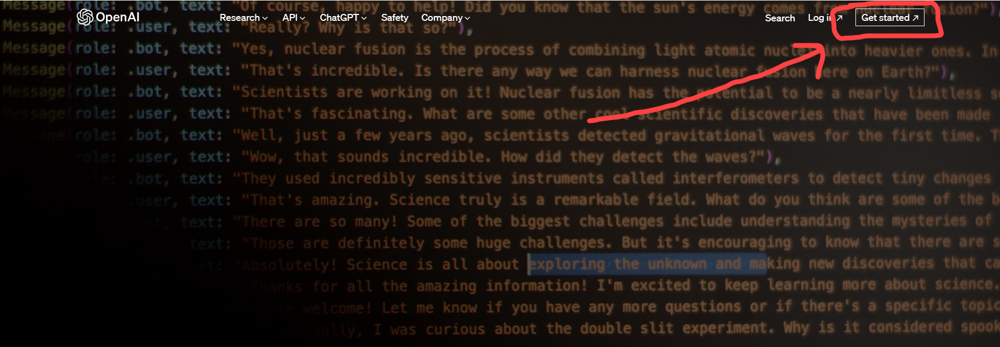 Message(role: .bot, text: "Of course, happy to help! Did you know that the sun's energy comes from nuclear fusion?")
OpenAI Research API ChatGPT Safety Company Search Log in ↗ Get started ↗
Message(role: .user, text: "Really? Why is that so?"),
Message(role: .bot, text: "Yes, nuclear fusion is the process of combining light atomic nuclei into heavier ones. In
Message(role: .user, text: "That's incredible. Is there any way we can harness nuclear fusion here on Earth?"),
Message(role: .bot, text: "Scientists are working on it! Nuclear fusion has the potential to be a nearly limitless
Message(role: .user, text: "That's fascinating. What are some other cool scientific discoveries that have been made
role: .bot, text: "Well, just a few years ago, scientists detected gravitational waves for the first time.
role: .user, text: "Wow, that sounds incredible. How did they detect the waves?"),
.bot, text: "They used incredibly sensitive instruments called interferometers to detect tiny changes
.user, text: "That's amazing. Science truly is a remarkable field. What do you think are some of the
text: "There are so many! Some of the biggest challenges include understanding the mysteries of
text: "Those are definitely some huge challenges. But it's encouraging to know that there are
"Absolutely! Science is all about exploring the unknown and making new discoveries that
"Thanks for all the amazing information! I'm excited to keep learning more about science.
welcome! Let me know if you have any more questions or if there's a specific topic
I was curious about the double slit experiment. Why is it considered